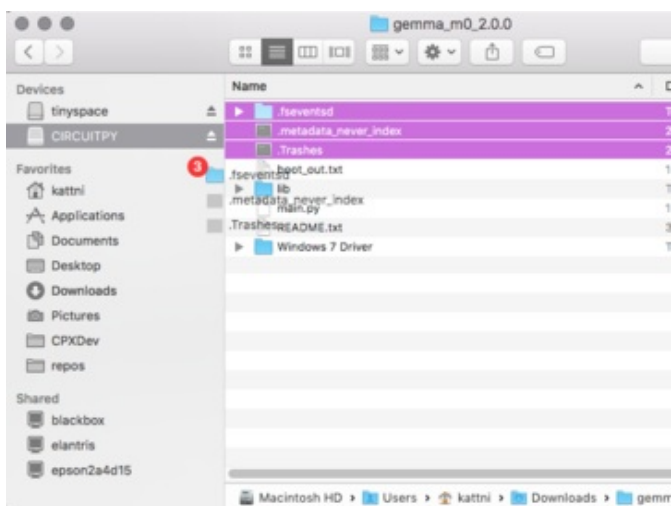 gemma_m0_2.0.0
Devices
tinyspace
CIRCUITPY
Favorites
kattni
Applications
Documents
Desktop
Downloads
Pictures
CPXDev
repos
Shared
blackbox
elantris
epson2a4d15
Name
.fseventsd
.metadata_never_index
.Trashes
boot_out.txt
lib
main.py
README.txt
Windows 7 Driver
3
.fseventsd
.metadata_never_index
.Trashes
Macintosh HD Users kattni Downloads gemm